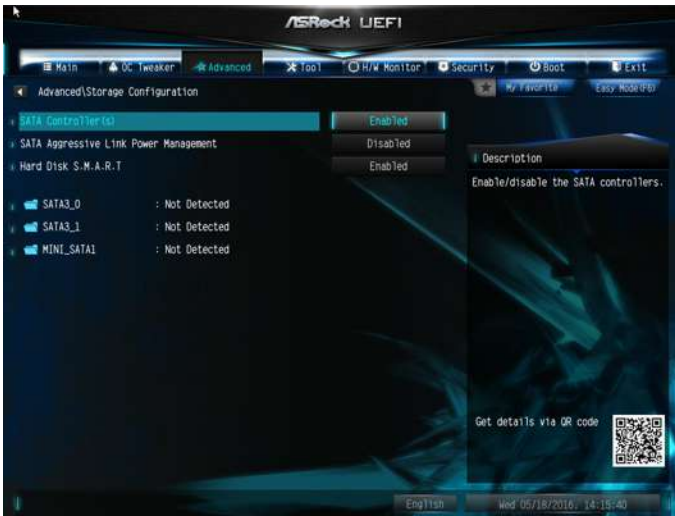 ASRock UEFI
Main OC Tweaker Advanced Tool H/W Monitor Security Boot Exit
Advanced\Storage Configuration
My Favorite Easy Mode(F6)
SATA Controller(s) Enabled
SATA Aggressive Link Power Management Disabled
Hard Disk S.M.A.R.T Enabled
SATA3_0 : Not Detected
SATA3_1 : Not Detected
MINI_SATA1 : Not Detected
Description
Enable/disable the SATA controllers.
Get details via QR code
English Wed 05/18/2016, 14:15:40